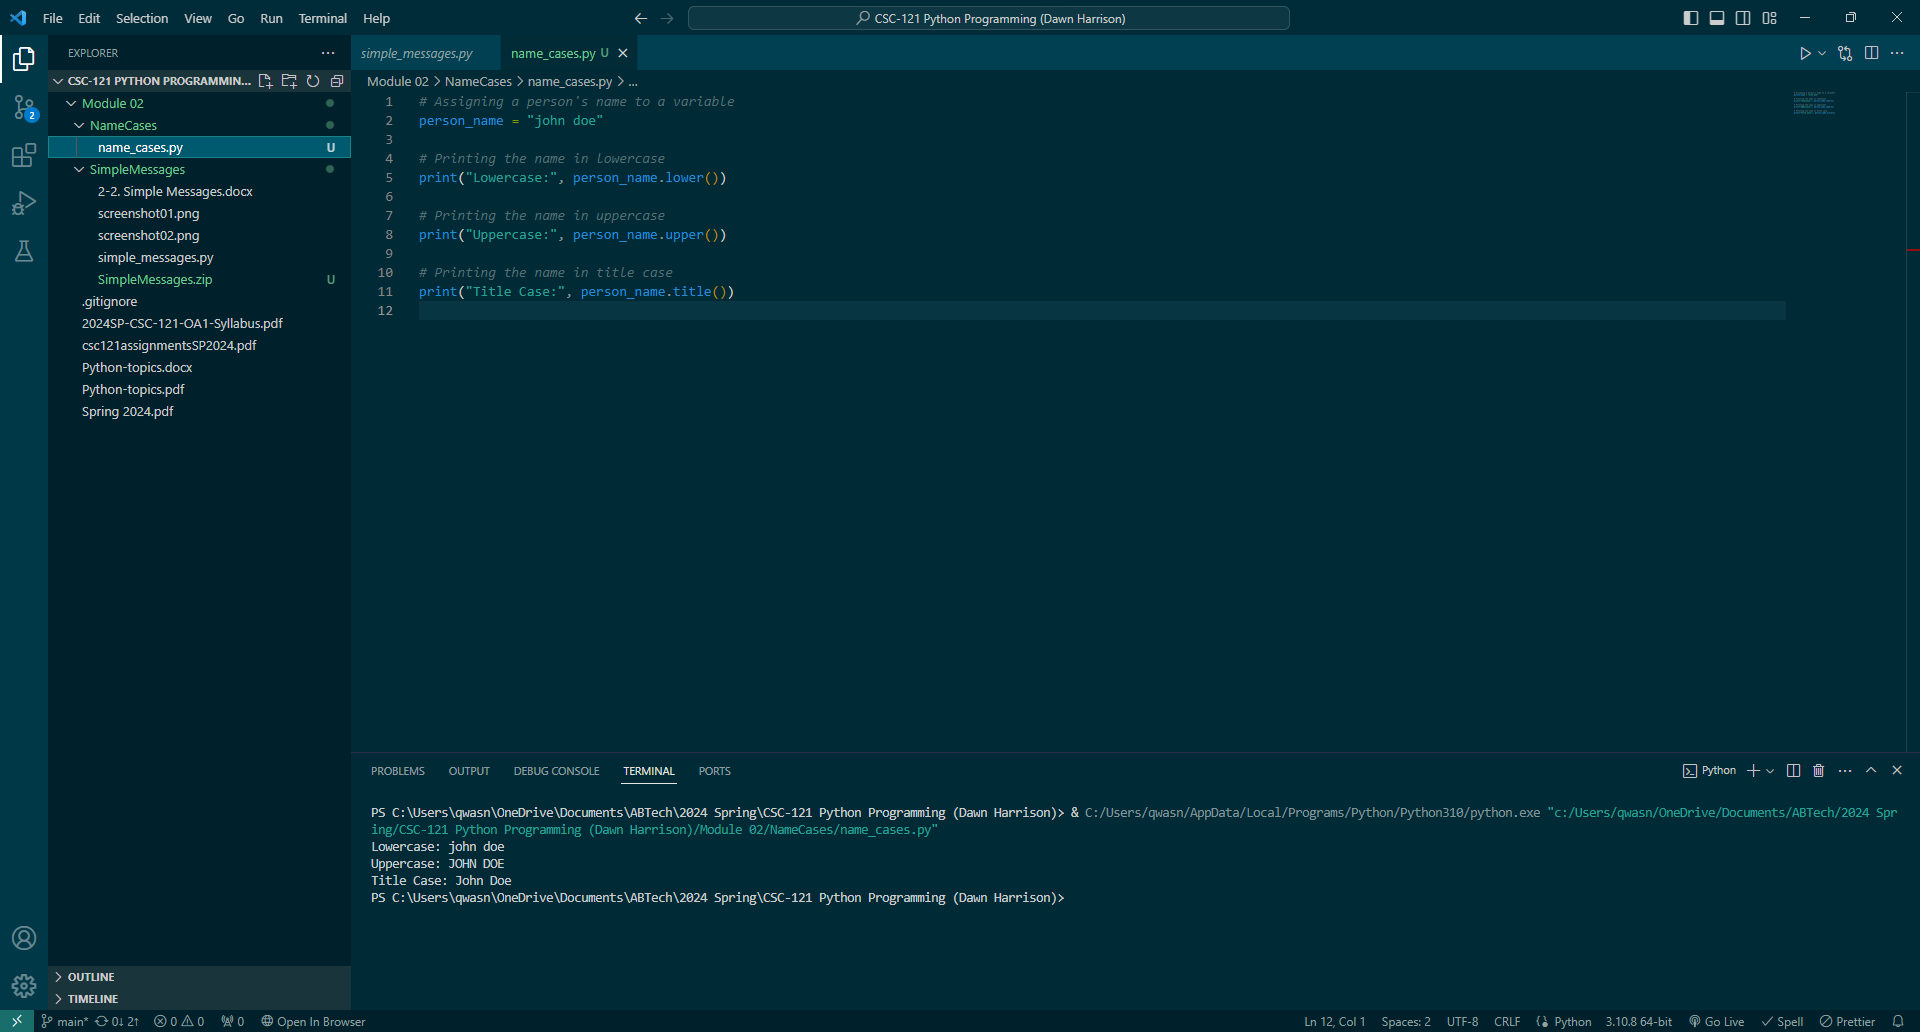 File Edit Selection View Go Run Terminal Help
CSC-121 Python Programming (Dawn Harrison)
EXPLORER
CSC-121 PYTHON PROGRAMMIN...
Module 02
NameCases
name_cases.py U
SimpleMessages
2-2. Simple Messages.docx
screenshot01.png
screenshot02.png
simple_messages.py
SimpleMessages.zip U
.gitignore
2024SP-CSC-121-OA1-Syllabus.pdf
csc121assignmentsSP2024.pdf
Python-topics.docx
Python-topics.pdf
Spring 2024.pdf
OUTLINE
TIMELINE
2
simple_messages.py name_cases.py U
Module 02 > NameCases > name_cases.py > ...
1 # Assigning a person's name to a variable
2 person_name = "john doe"
3
4 # Printing the name in lowercase
5 print("Lowercase:", person_name.lower())
6
7 # Printing the name in uppercase
8 print("Uppercase:", person_name.upper())
9
10 # Printing the name in title case
11 print("Title Case:", person_name.title())
12
PROBLEMS OUTPUT DEBUG CONSOLE TERMINAL PORTS
Python
PS C:\Users\qwasn\OneDrive\Documents\ABTech\2024 Spring\CSC-121 Python Programming (Dawn Harrison)> & C:/Users/qwasn/AppData/Local/Programs/Python/Python310/python.exe "c:/Users/qwasn/OneDrive/Documents/ABTech/2024 Spr
ing/CSC-121 Python Programming (Dawn Harrison)/Module 02/NameCases/name_cases.py"
Lowercase: john doe
Uppercase: JOHN DOE
Title Case: John Doe
PS C:\Users\qwasn\OneDrive\Documents\ABTech\2024 Spring\CSC-121 Python Programming (Dawn Harrison)>
main* 0↓ 2↑ 0 0 0 Open In Browser
Ln 12, Col 1 Spaces: 2 UTF-8 CRLF Python 3.10.8 64-bit Go Live Spell Prettier